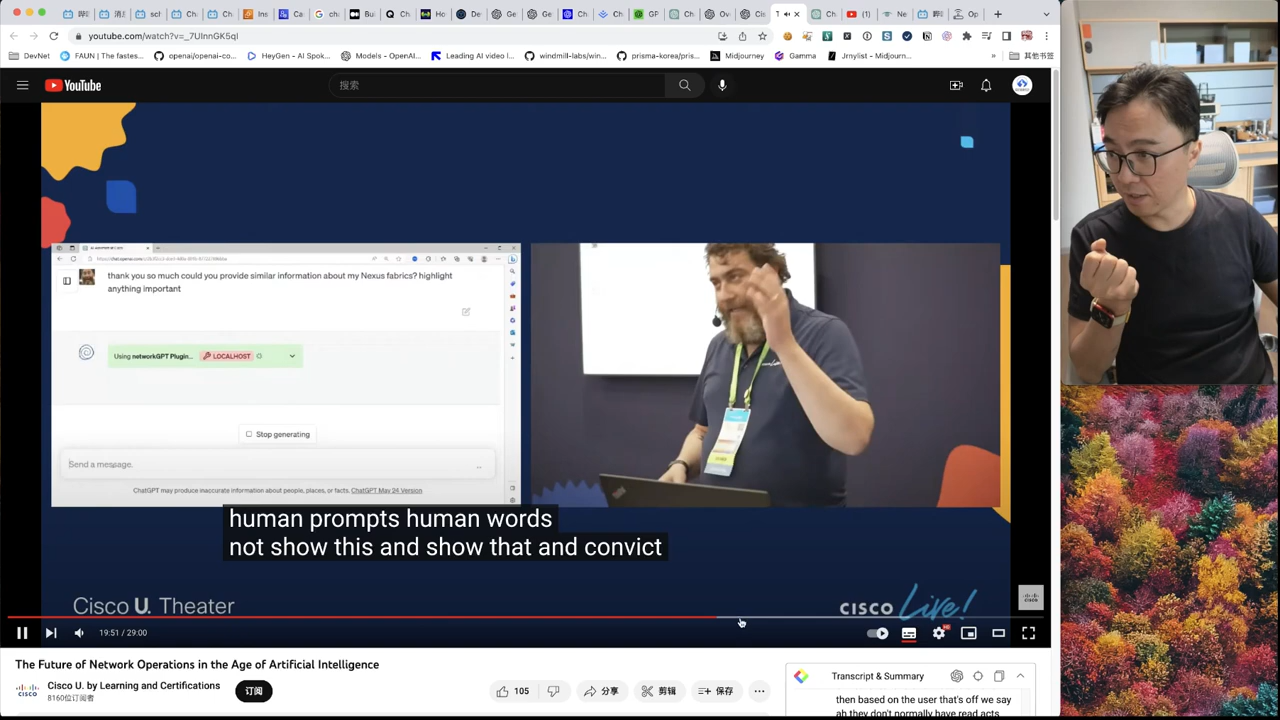 youtube.com/watch?v=_7UInnGK5qI
DevNet
FAUN | The fastes...
openai/openai-co...
HeyGen - AI Spok...
Models - OpenAI...
Leading AI video l...
windmill-labs/win...
prisma-korea/pris...
Midjourney
Gamma
Jrnylist - Midjourn...
其他书签
YouTube
搜索
thank you so much could you provide similar information about my Nexus fabrics? highlight
anything important
Using networkGPT Plugin...
LOCALHOST
Stop generating
Send a message.
ChatGPT may produce inaccurate information about people, places, or facts. ChatGPT May 24 Version
human prompts human words
not show this and show that and convict
Cisco U. Theater
CISCO Live!
19:51 / 29:00
The Future of Network Operations in the Age of Artificial Intelligence
Cisco U. by Learning and Certifications
8160位订阅者
订阅
105
分享
剪辑
保存
Transcript & Summary
then based on the user that's off we say
ah they don't normally have read acts